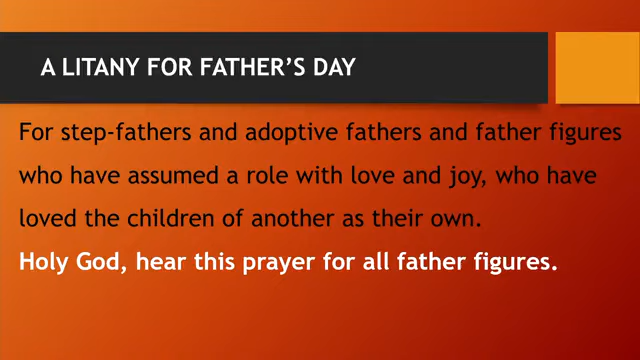 A LITANY FOR FATHER’S DAY
For step-fathers and adoptive fathers and father figures
who have assumed a role with love and joy, who have
loved the children of another as their own.
Holy God, hear this prayer for all father figures.